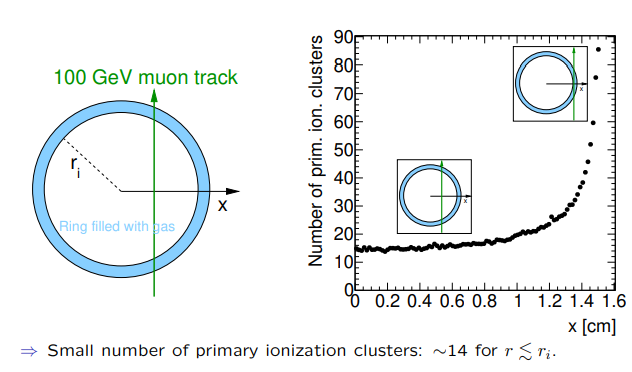 100 GeV muon track
r_i
x
Ring filled with gas
Number of prim. ion. clusters
90
80
70
60
50
40
30
20
10
0
0 0.2 0.4 0.6 0.8 1 1.2 1.4 1.6
x [cm]
x
x
⇒ Small number of primary ionization clusters: ∼14 for r ≲ r_i.